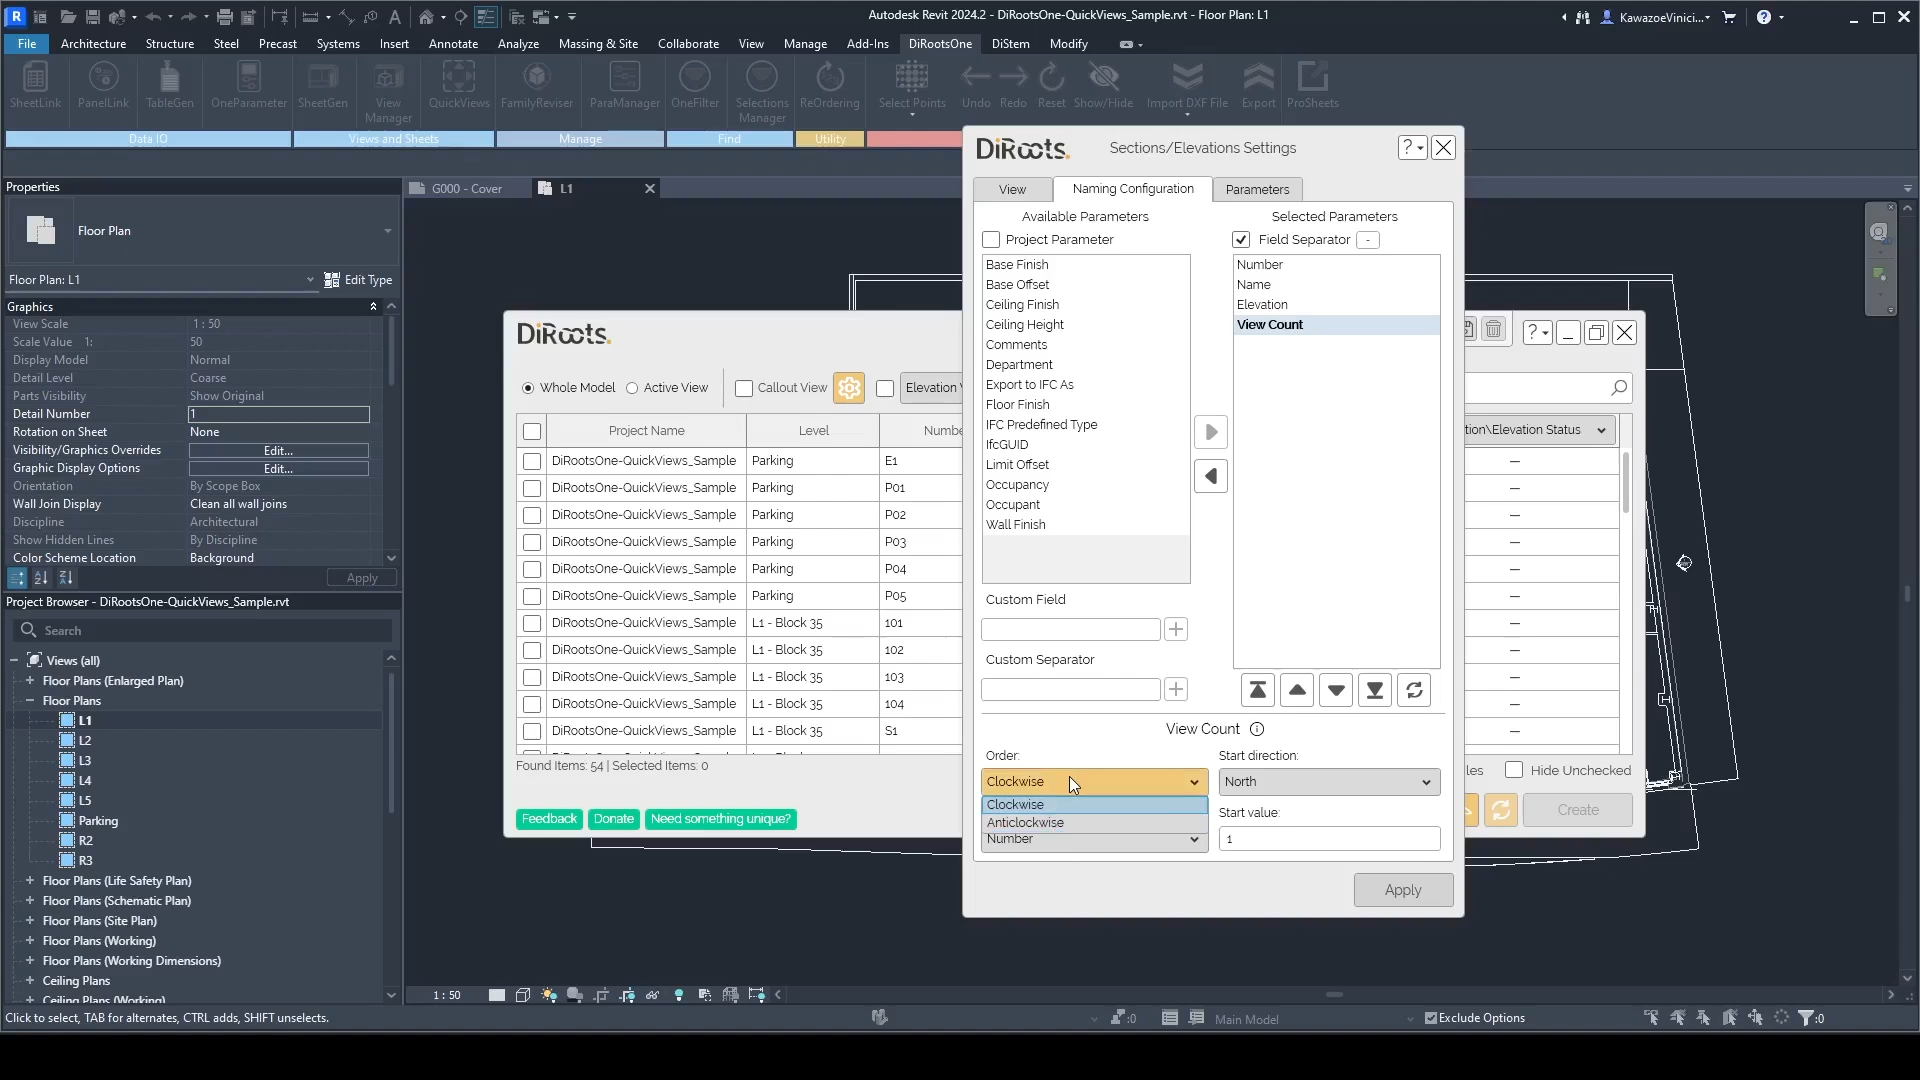 Autodesk Revit 2024.2 - DiRootsOne-QuickViews_Sample.rvt - Floor Plan: L1
KawazoeVinici...
File Architecture Structure Steel Precast Systems Insert Annotate Analyze Massing & Site Collaborate View Manage Add-Ins DiRootsOne DiStem Modify
SheetLink PanelLink TableGen OneParameter SheetGen View Manager QuickViews FamilyReviser ParaManager OneFilter Selections Manager ReOrdering Select Points Undo Redo Reset Show/Hide Import DXF File Export ProSheets
Data IO Views and Sheets Manage Find Utility
Properties
G000 - Cover
L1
Floor Plan
Floor Plan: L1
Edit Type
Graphics
View Scale 1 : 50
Scale Value 1: 50
Display Model Normal
Detail Level Coarse
Parts Visibility Show Original
Detail Number 1
Rotation on Sheet None
Visibility/Graphics Overrides Edit...
Graphic Display Options Edit...
Orientation By Scope Box
Wall Join Display Clean all wall joins
Discipline Architectural
Show Hidden Lines By Discipline
Color Scheme Location Background
Apply
Project Browser - DiRootsOne-QuickViews_Sample.rvt
Search
Views (all)
Floor Plans (Enlarged Plan)
Floor Plans
L1
L2
L3
L4
L5
Parking
R2
R3
Floor Plans (Life Safety Plan)
Floor Plans (Schematic Plan)
Floor Plans (Site Plan)
Floor Plans (Working)
Floor Plans (Working Dimensions)
Ceiling Plans
Ceiling Plans (Working)
DiRoots.
Whole Model Active View Callout View Elevation
Project Name Level Numbe
DiRootsOne-QuickViews_Sample Parking E1
DiRootsOne-QuickViews_Sample Parking P01
DiRootsOne-QuickViews_Sample Parking P02
DiRootsOne-QuickViews_Sample Parking P03
DiRootsOne-QuickViews_Sample Parking P04
DiRootsOne-QuickViews_Sample Parking P05
DiRootsOne-QuickViews_Sample L1 - Block 35 101
DiRootsOne-QuickViews_Sample L1 - Block 35 102
DiRootsOne-QuickViews_Sample L1 - Block 35 103
DiRootsOne-QuickViews_Sample L1 - Block 35 104
DiRootsOne-QuickViews_Sample L1 - Block 35 S1
Found Items: 54 | Selected Items: 0
Feedback Donate Need something unique?
tion\Elevation Status
les Hide Unchecked
Create
DiRoots. Sections/Elevations Settings ?
View Naming Configuration Parameters
Available Parameters
Project Parameter
Base Finish
Base Offset
Ceiling Finish
Ceiling Height
Comments
Department
Export to IFC As
Floor Finish
IFC Predefined Type
IfcGUID
Limit Offset
Occupancy
Occupant
Wall Finish
Custom Field
Custom Separator
Selected Parameters
Field Separator -
Number
Name
Elevation
View Count
View Count
Order: Start direction:
Clockwise North
Clockwise
Anticlockwise
Start value:
Number 1
Apply
1 : 50
Click to select, TAB for alternates, CTRL adds, SHIFT unselects.
:0
Main Model
Exclude Options
:0